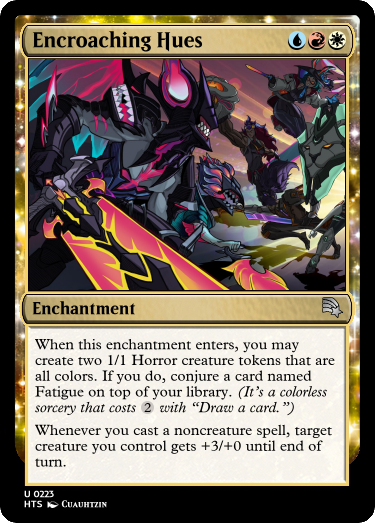 Encroaching Hues
Enchantment
When this enchantment enters, you may
create two 1/1 Horror creature tokens that are
all colors. If you do, conjure a card named
Fatigue on top of your library. (It's a colorless
sorcery that costs 2 with “Draw a card.”)
Whenever you cast a noncreature spell, target
creature you control gets +3/+0 until end of
turn.
U 0223
HTS Cuauhtzin